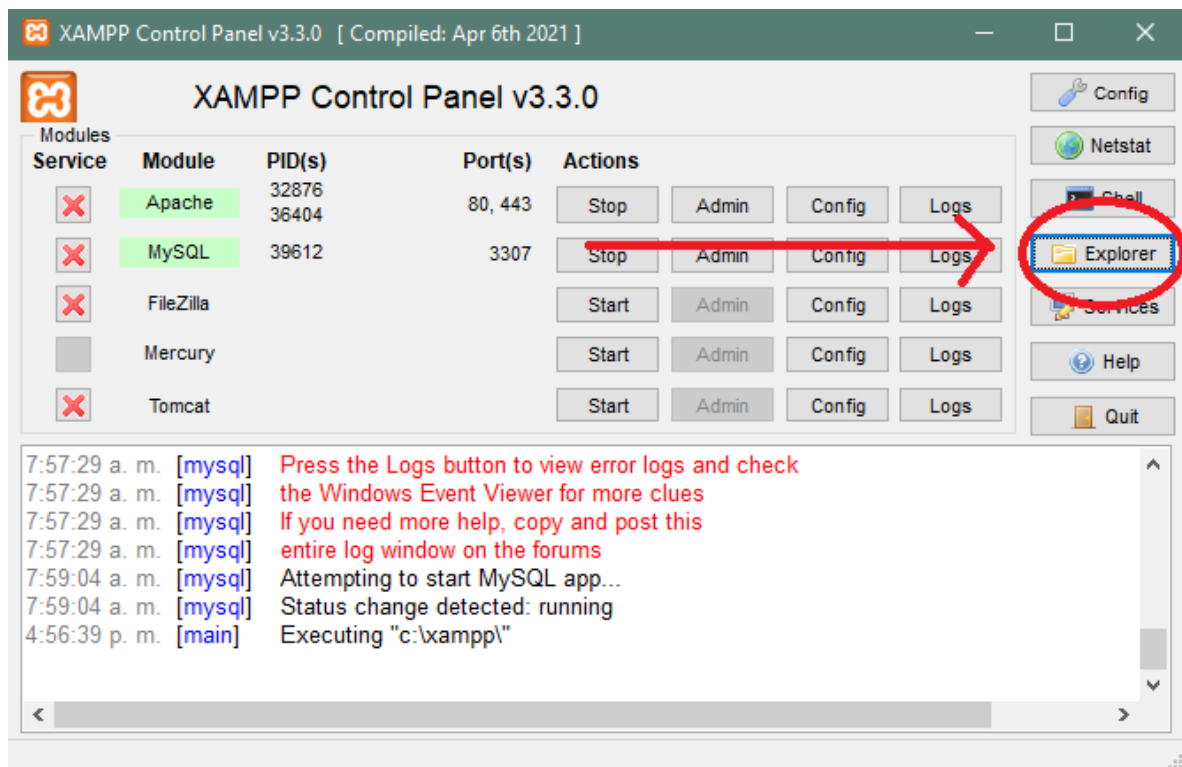 XAMPP Control Panel v3.3.0 [ Compiled: Apr 6th 2021 ]
XAMPP Control Panel v3.3.0
Config
Modules
Netstat
Service Module PID(s) Port(s) Actions
Apache 32876 36404 80, 443 Stop Admin Config Logs
Shell
MySQL 39612 3307 Stop Admin Config Logs
Explorer
FileZilla Start Admin Config Logs
Services
Mercury Start Admin Config Logs
Help
Tomcat Start Admin Config Logs
Quit
7:57:29 a. m. [mysql] Press the Logs button to view error logs and check
7:57:29 a. m. [mysql] the Windows Event Viewer for more clues
7:57:29 a. m. [mysql] If you need more help, copy and post this
7:57:29 a. m. [mysql] entire log window on the forums
7:59:04 a. m. [mysql] Attempting to start MySQL app...
7:59:04 a. m. [mysql] Status change detected: running
4:56:39 p. m. [main] Executing "c:\xampp\"